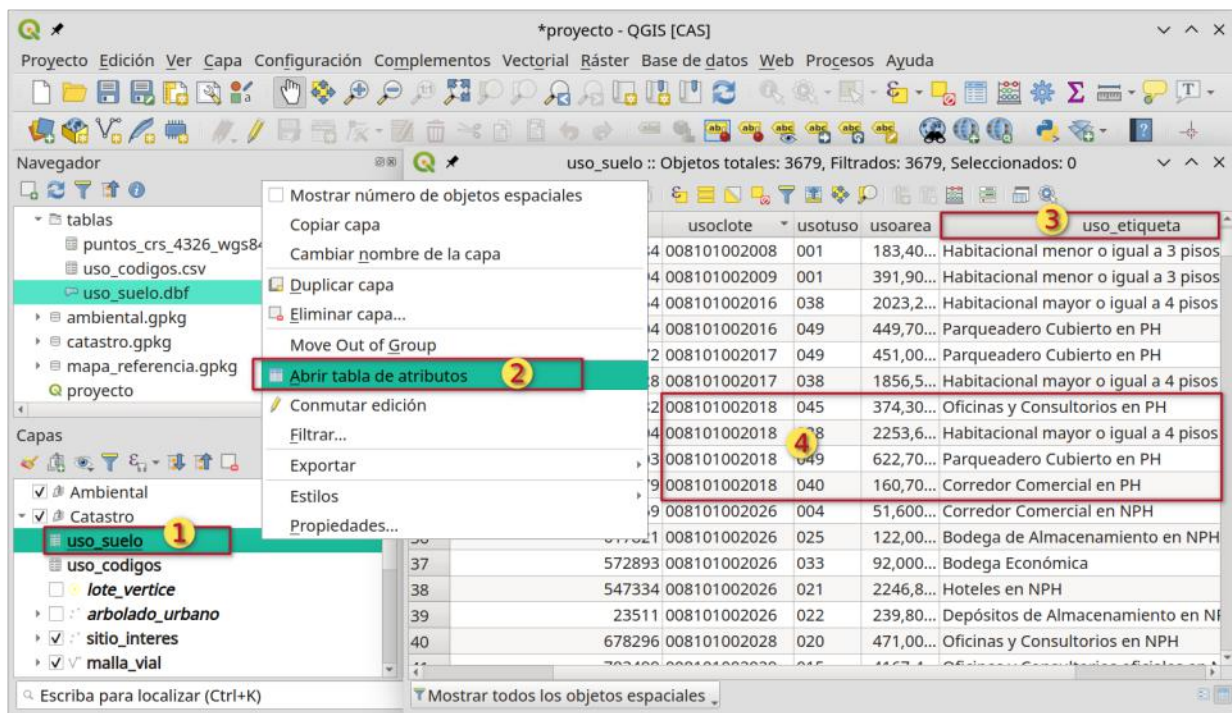 *proyecto - QGIS [CAS]
Proyecto Edición Ver Capa Configuración Complementos Vectorial Ráster Base de datos Web Procesos Ayuda
Navegador
tablas
puntos_crs_4326_wgs84
uso_codigos.csv
uso_suelo.dbf
ambiental.gpkg
catastro.gpkg
mapa_referencia.gpkg
proyecto
Capas
Ambiental
Catastro
uso_suelo 1
uso_codigos
lote_vertice
arbolado_urbano
sitio_interes
malla_vial
Escriba para localizar (Ctrl+K)
Mostrar número de objetos espaciales
Copiar capa
Cambiar nombre de la capa
Duplicar capa
Eliminar capa...
Move Out of Group
Abrir tabla de atributos 2
Conmutar edición
Filtrar...
Exportar
Estilos
Propiedades...
uso_suelo :: Objetos totales: 3679, Filtrados: 3679, Seleccionados: 0
usoclote usotuso usoarea 3 uso_etiqueta
008101002008 001 183,40... Habitacional menor o igual a 3 pisos
008101002009 001 391,90... Habitacional menor o igual a 3 pisos
008101002016 038 2023,2... Habitacional mayor o igual a 4 pisos
008101002016 049 449,70... Parqueadero Cubierto en PH
008101002017 049 451,00... Parqueadero Cubierto en PH
008101002017 038 1856,5... Habitacional mayor o igual a 4 pisos
008101002018 045 374,30... Oficinas y Consultorios en PH
008101002018 4 2253,6... Habitacional mayor o igual a 4 pisos
008101002018 049 622,70... Parqueadero Cubierto en PH
008101002018 040 160,70... Corredor Comercial en PH
008101002026 004 51,600... Corredor Comercial en NPH
008101002026 025 122,00... Bodega de Almacenamiento en NPH
37 572893 008101002026 033 92,000... Bodega Económica
38 547334 008101002026 021 2246,8... Hoteles en NPH
39 23511 008101002026 022 239,80... Depósitos de Almacenamiento en
40 678296 008101002028 020 471,00... Oficinas y Consultorios en NPH
Mostrar todos los objetos espaciales